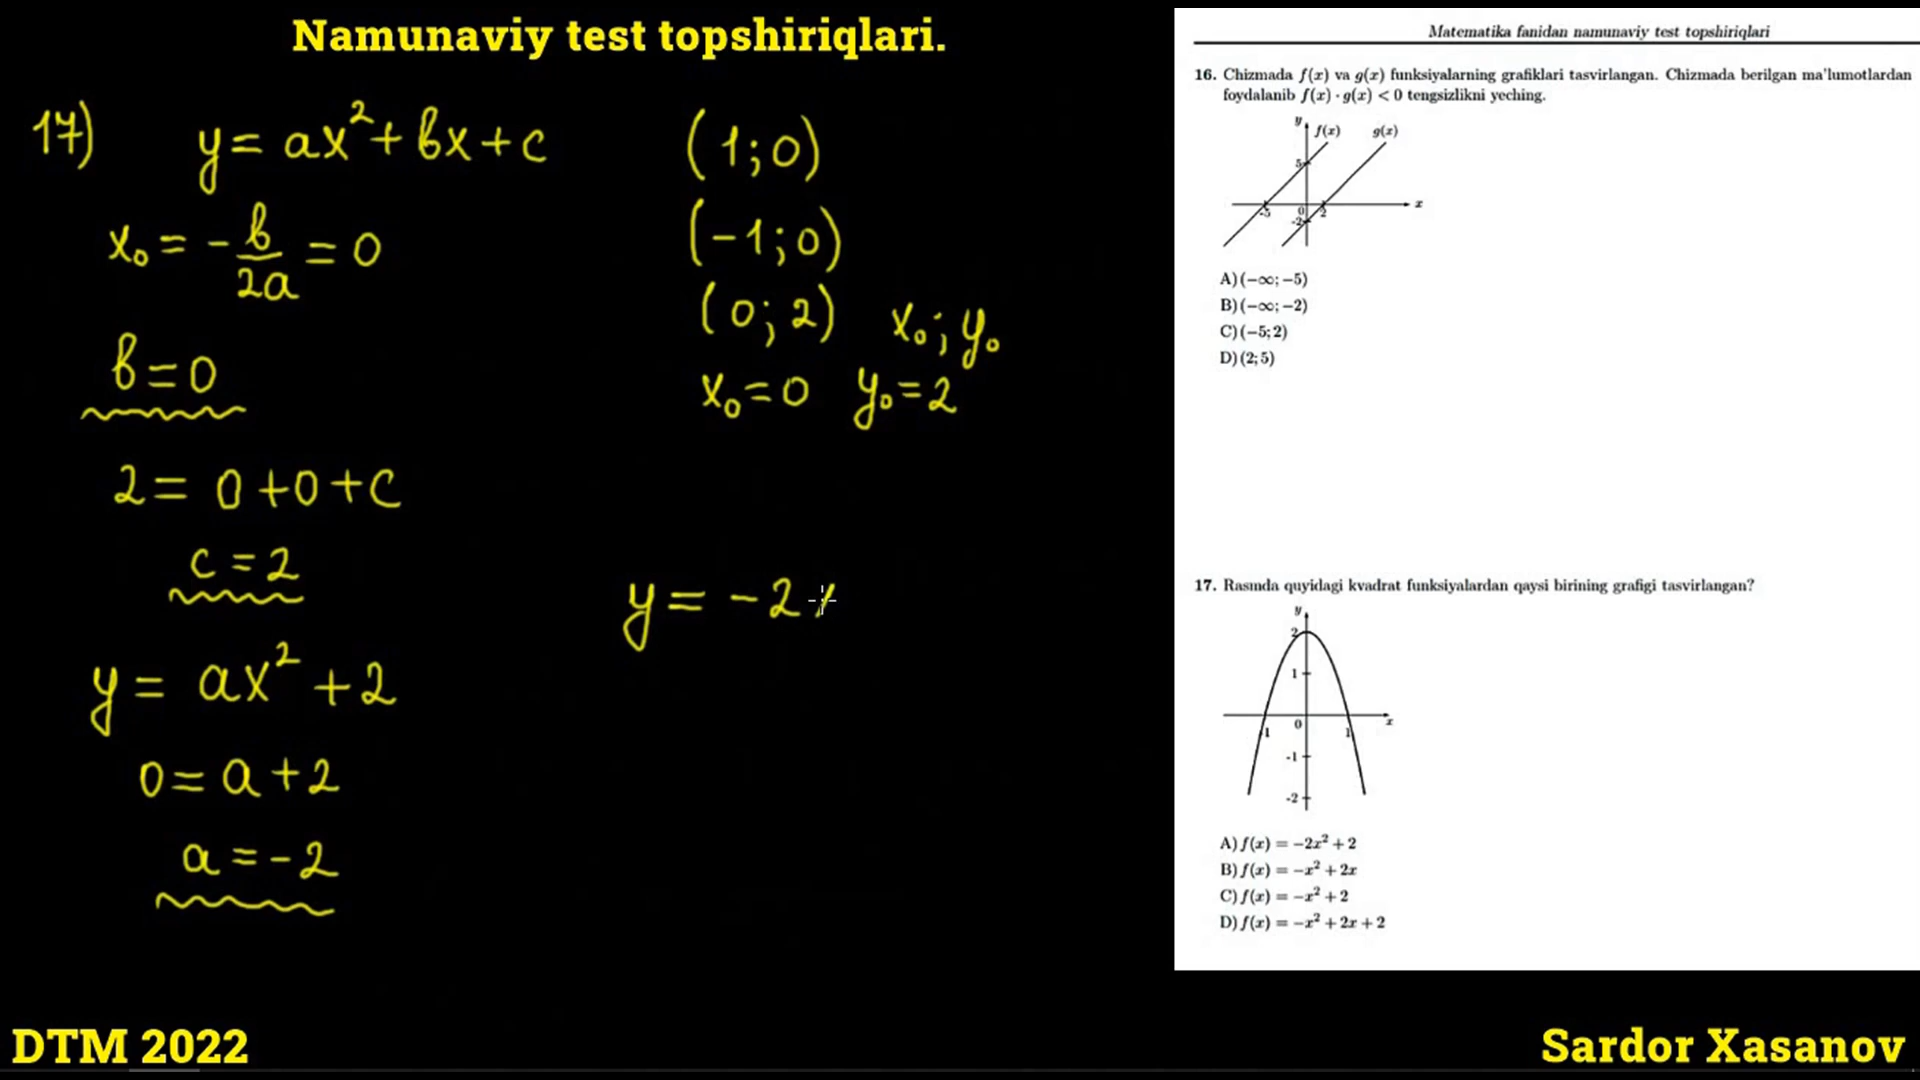 Namunaviy test topshiriqlari.
17)
y = ax² + bx + c
x₀ = - b/2a = 0
b = 0
2 = 0 + 0 + c
c = 2
y = ax² + 2
0 = a + 2
a = -2
(1; 0)
(-1; 0)
(0; 2) x₀; y₀
x₀ = 0 y₀ = 2
y = -2
Matematika fanidan namunaviy test topshiriqlari
16. Chizmada f(x) va g(x) funksiyalarning grafiklari tasvirlangan. Chizmada berilgan ma'lumotlardan
foydalanib f(x) · g(x) < 0 tengsizlikni yeching.
y
f(x) g(x)
5
-5 0 2 x
-2
A) (−∞; −5)
B) (−∞; −2)
C) (−5; 2)
D) (2; 5)
17. Rasmda quyidagi kvadrat funksiyalardan qaysi birining grafigi tasvirlangan?
y
2
1
0 x
-1 1
-1
-2
A) f(x) = −2x² + 2
B) f(x) = −x² + 2x
C) f(x) = −x² + 2
D) f(x) = −x² + 2x + 2
DTM 2022
Sardor Xasanov